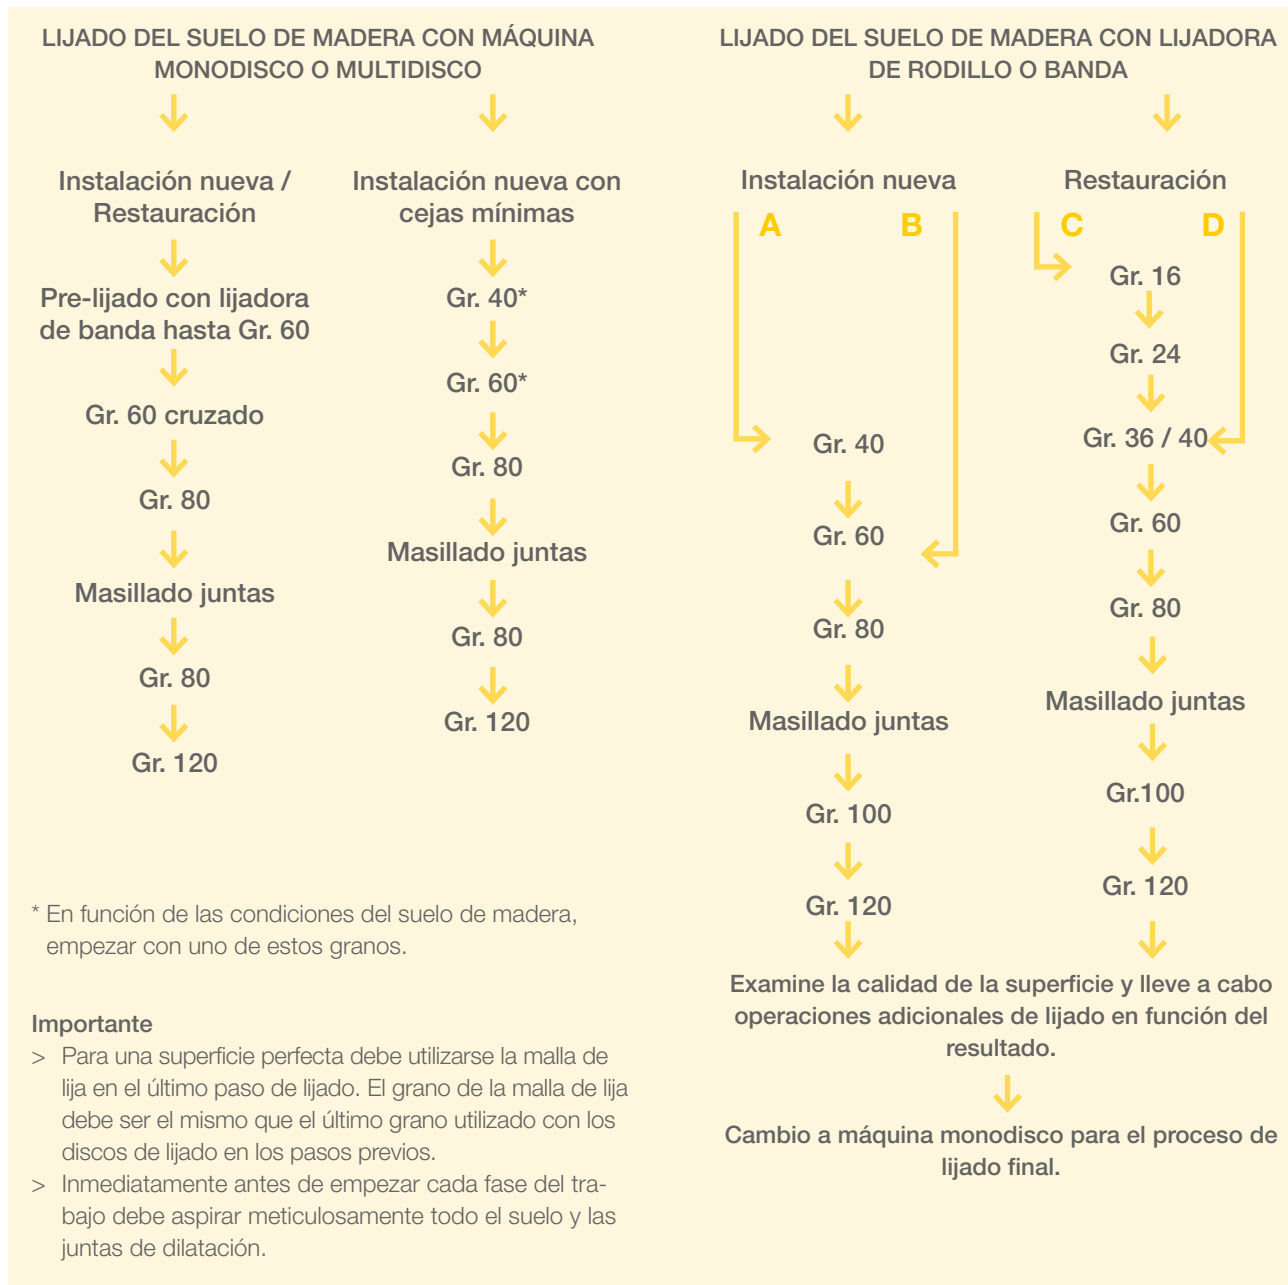 LIJADO DEL SUELO DE MADERA CON MÁQUINA
MONODISCO O MULTIDISCO
Instalación nueva /
Restauración
Pre-lijado con lijadora
de banda hasta Gr. 60
Gr. 60 cruzado
Gr. 80
Masillado juntas
Gr. 80
Gr. 120
Instalación nueva con
cejas mínimas
Gr. 40*
Gr. 60*
Gr. 80
Masillado juntas
Gr. 80
Gr. 120
* En función de las condiciones del suelo de madera,
empezar con uno de estos granos.
Importante
> Para una superficie perfecta debe utilizarse la malla de
lija en el último paso de lijado. El grano de la malla de lija
debe ser el mismo que el último grano utilizado con los
discos de lijado en los pasos previos.
> Inmediatamente antes de empezar cada fase del tra-
bajo debe aspirar meticulosamente todo el suelo y las
juntas de dilatación.
LIJADO DEL SUELO DE MADERA CON LIJADORA
DE RODILLO O BANDA
Instalación nueva
A B
Gr. 40
Gr. 60
Gr. 80
Masillado juntas
Gr. 100
Gr. 120
Restauración
C D
Gr. 16
Gr. 24
Gr. 36 / 40
Gr. 60
Gr. 80
Masillado juntas
Gr.100
Gr. 120
Examine la calidad de la superficie y lleve a cabo
operaciones adicionales de lijado en función del
resultado.
Cambio a máquina monodisco para el proceso de
lijado final.